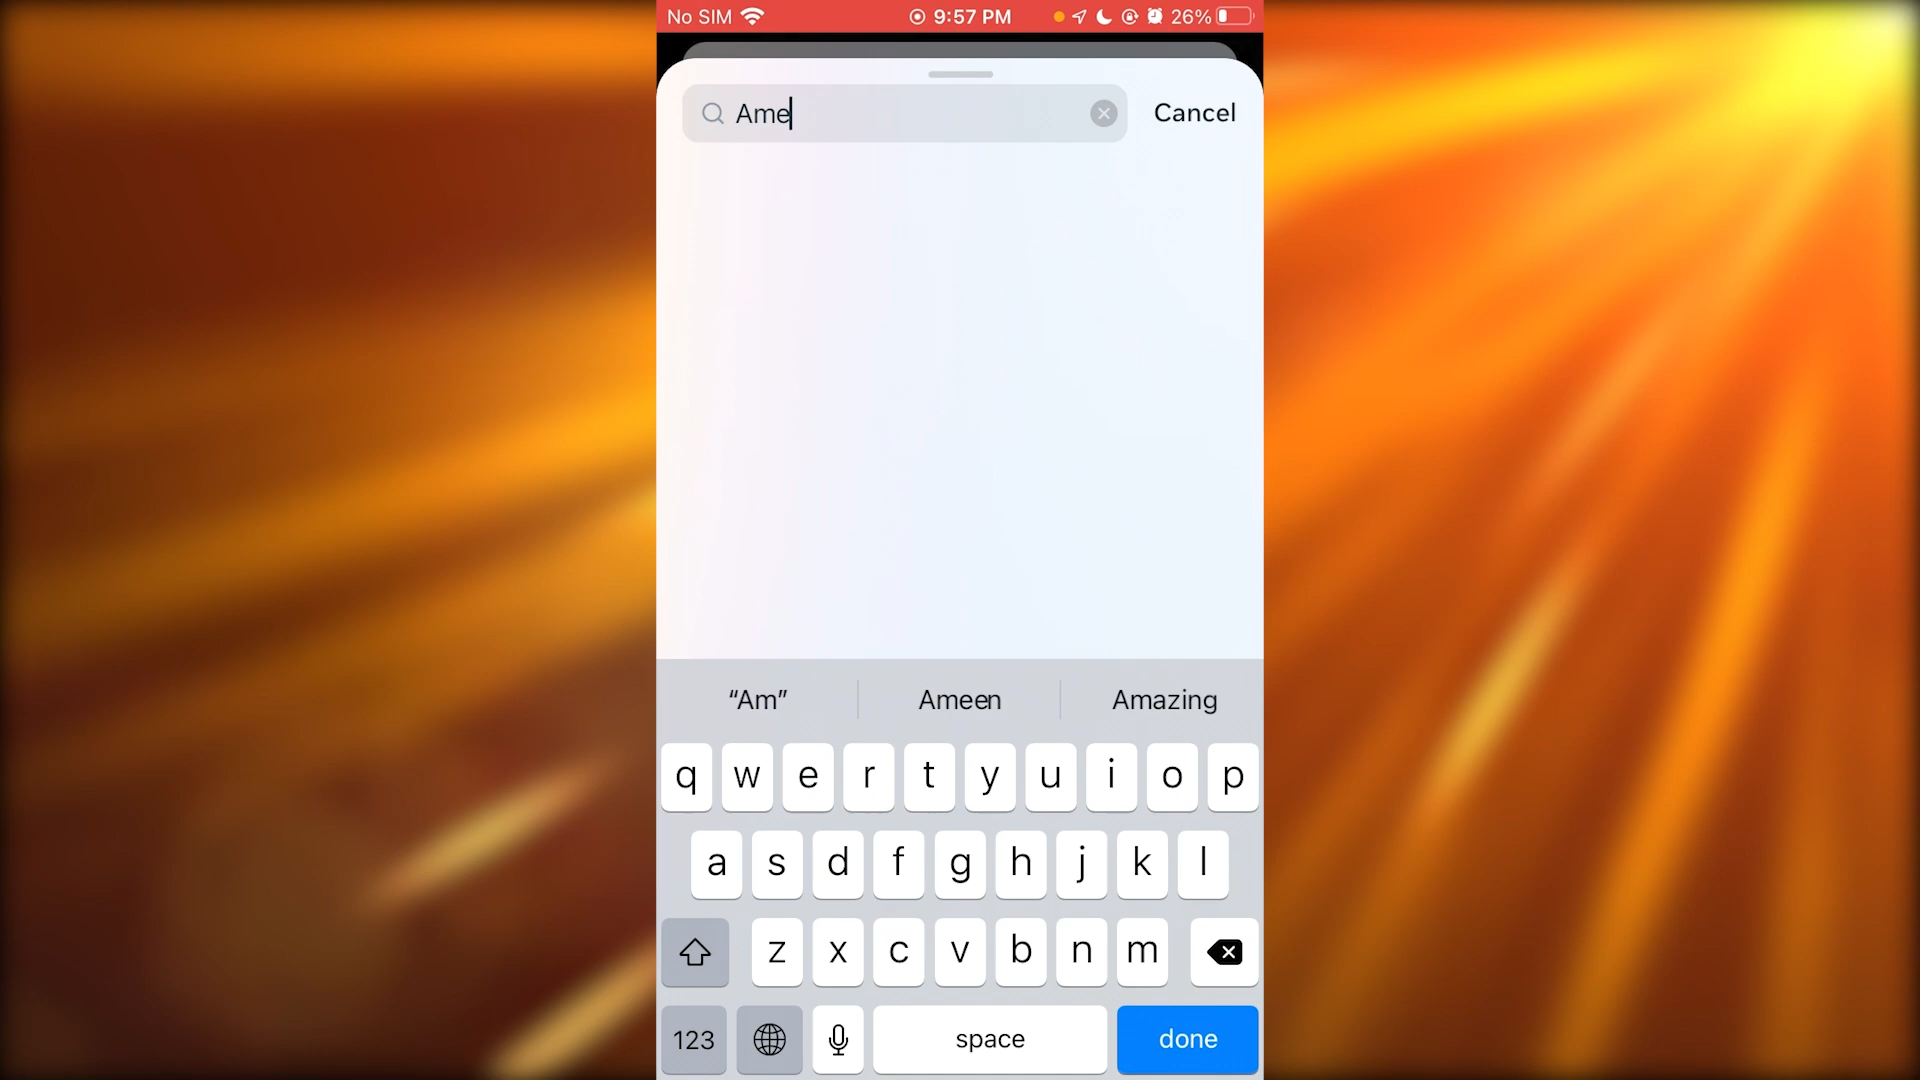 No SIM 9:57 PM 26%
Ame Cancel
“Am” Ameen Amazing
q w e r t y u i o p
a s d f g h j k l
z x c v b n m
123 space done